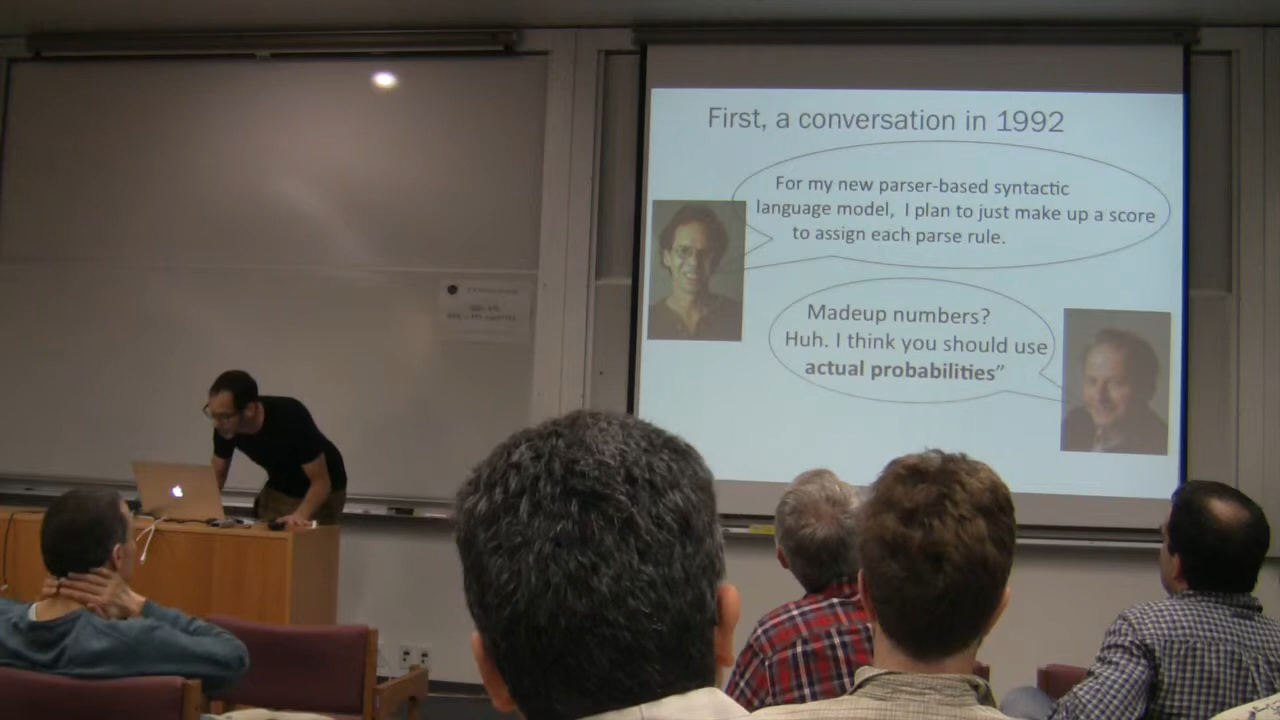 First, a conversation in 1992
For my new parser-based syntactic
language model, I plan to just make up a score
to assign each parse rule.
Madeup numbers?
Huh. I think you should use
actual probabilities”